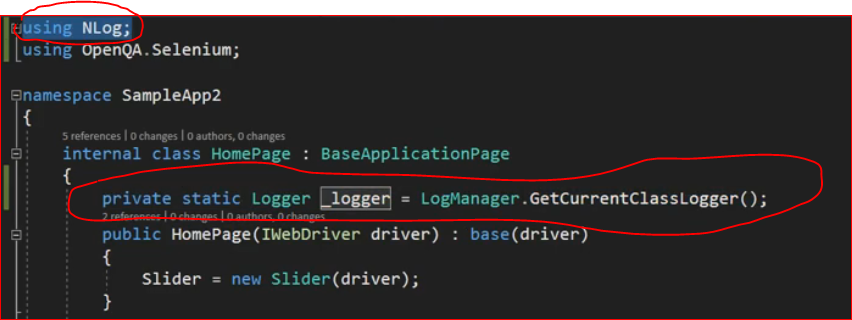 using NLog;
using OpenQA.Selenium;
namespace SampleApp2
{
5 references | 0 changes | 0 authors, 0 changes
internal class HomePage : BaseApplicationPage
{
private static Logger _logger = LogManager.GetCurrentClassLogger();
2 references | 0 changes | 0 authors, 0 changes
public HomePage(IWebDriver driver) : base(driver)
{
Slider = new Slider(driver);
}